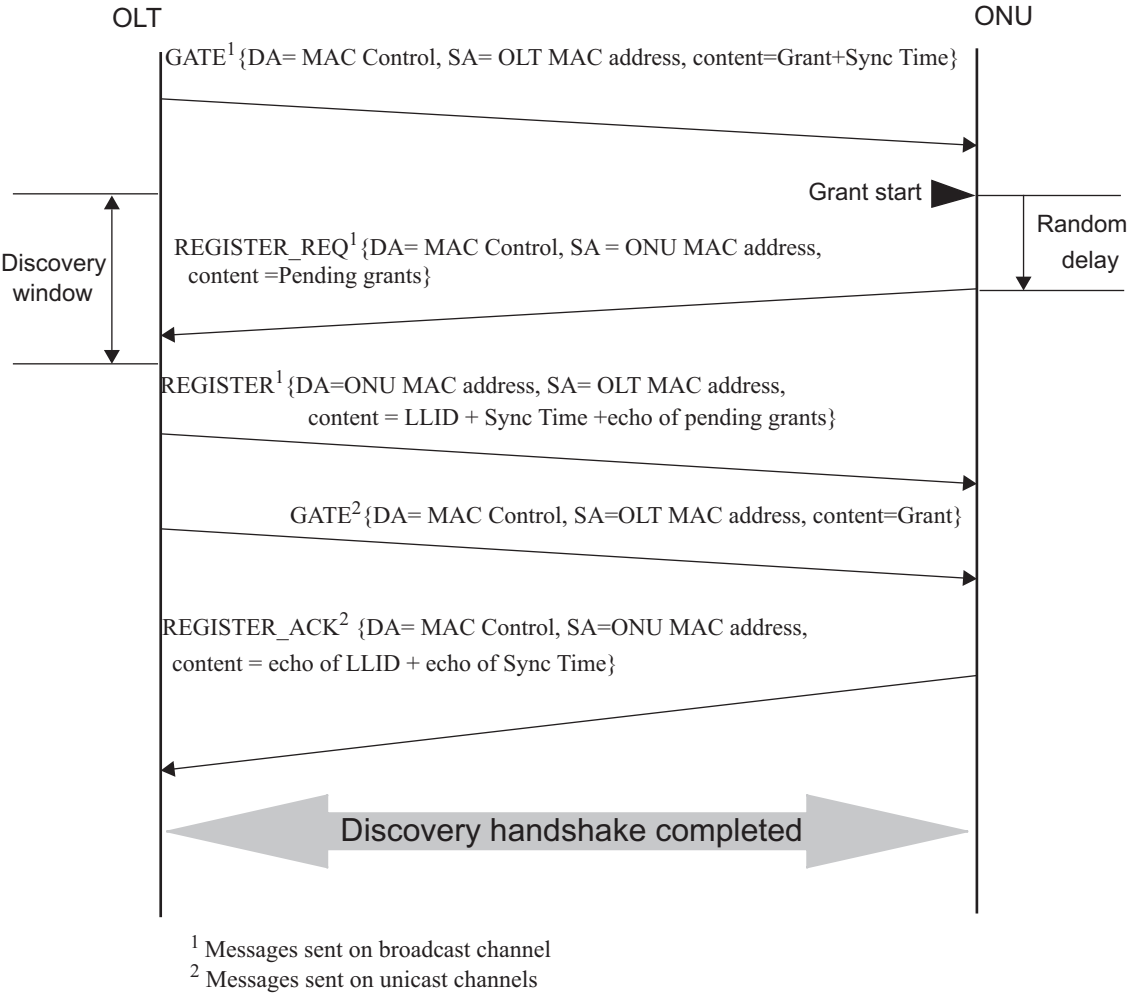 OLT
ONU
GATE1{DA= MAC Control, SA= OLT MAC address, content=Grant+Sync Time}
Grant start
Random
delay
Discovery
window
REGISTER_REQ1{DA= MAC Control, SA = ONU MAC address,
content =Pending grants}
REGISTER1{DA=ONU MAC address, SA= OLT MAC address,
content = LLID + Sync Time +echo of pending grants}
GATE2{DA= MAC Control, SA=OLT MAC address, content=Grant}
REGISTER_ACK2 {DA= MAC Control, SA=ONU MAC address,
content = echo of LLID + echo of Sync Time}
Discovery handshake completed
1 Messages sent on broadcast channel
2 Messages sent on unicast channels